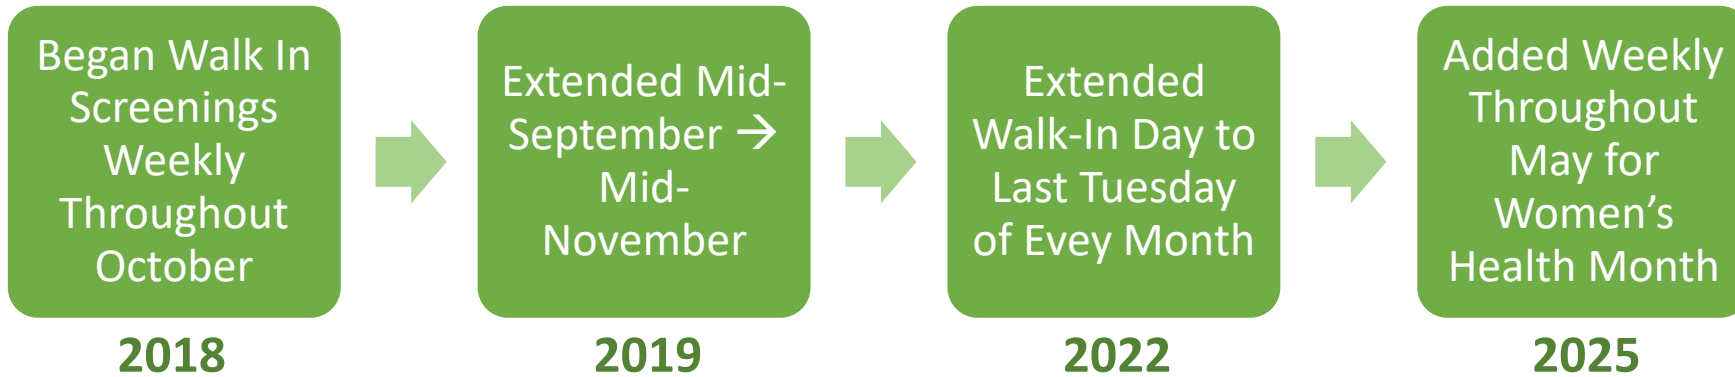 Began Walk In
Screenings
Weekly
Throughout
October
2018
Extended Mid-
September →
Mid-
November
2019
Extended
Walk-In Day to
Last Tuesday
of Evey Month
2022
Added Weekly
Throughout
May for
Women’s
Health Month
2025